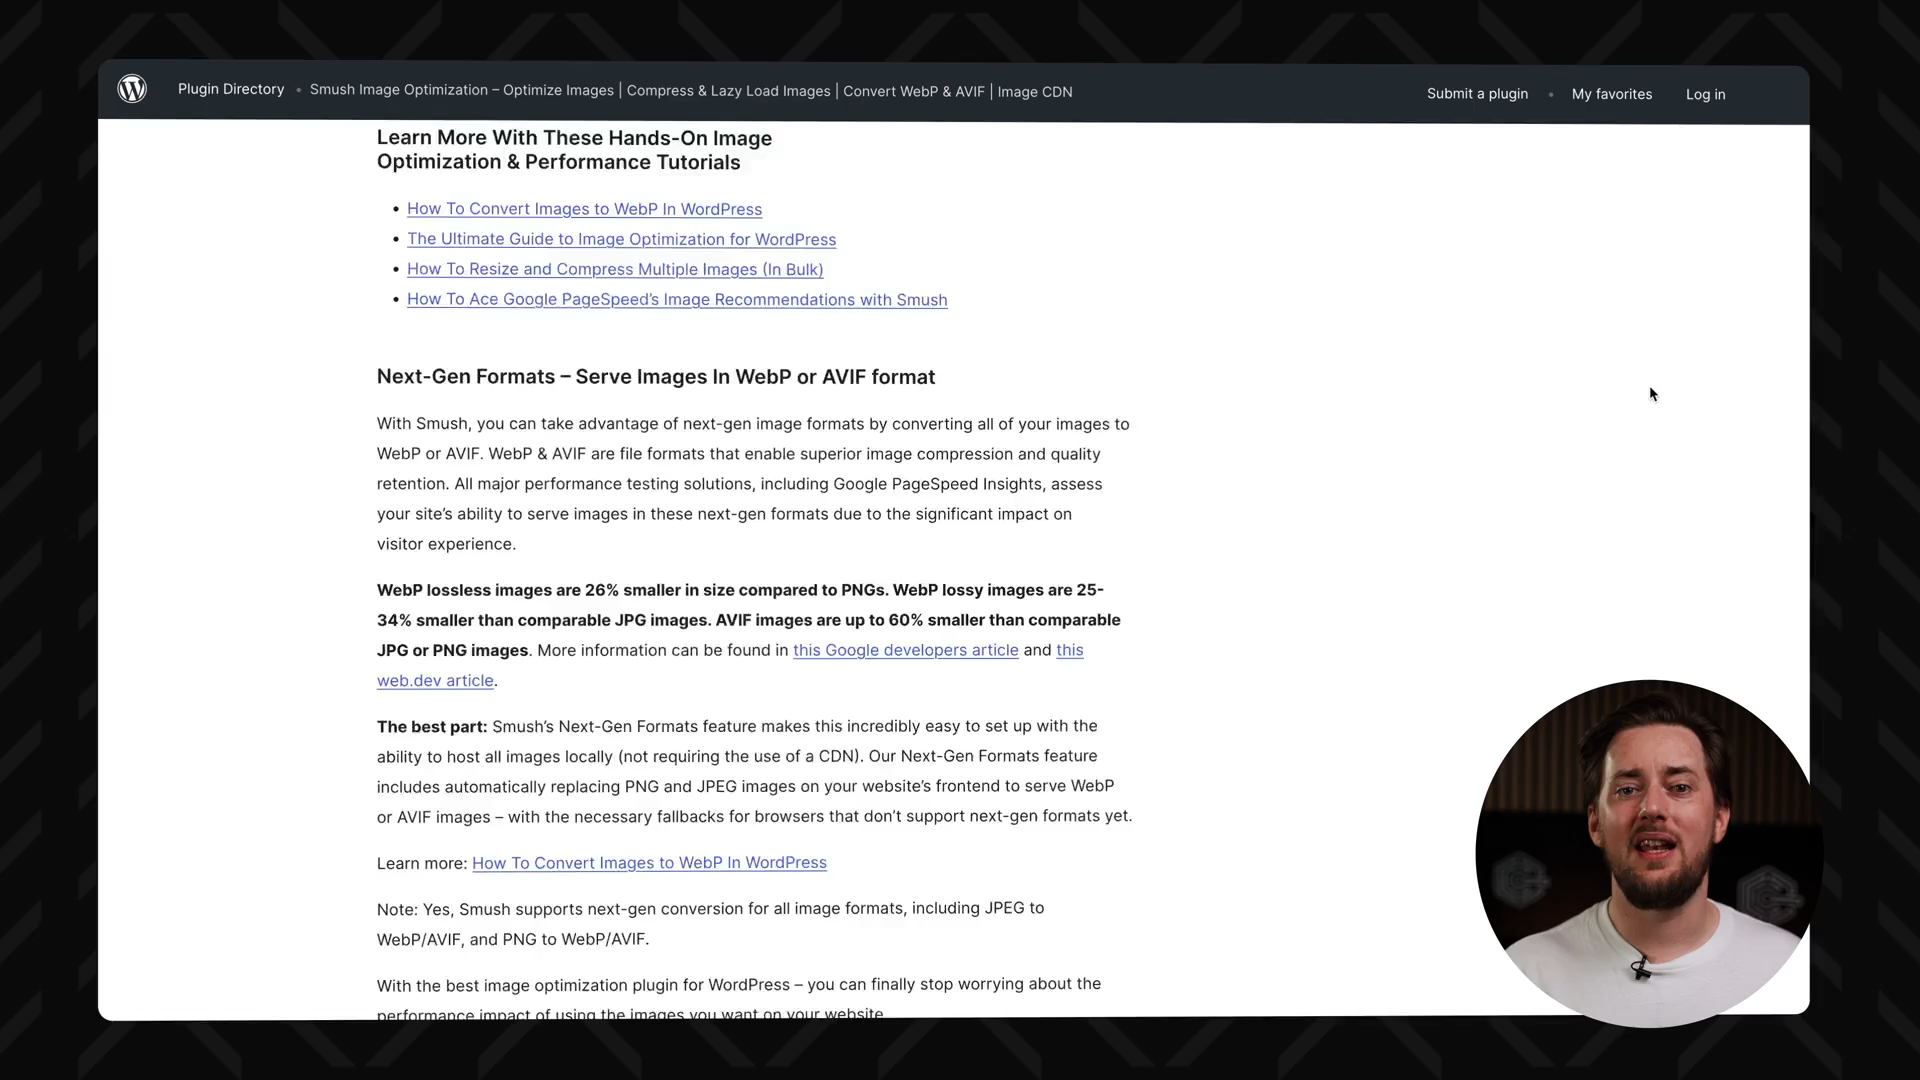 Plugin Directory • Smush Image Optimization – Optimize Images | Compress & Lazy Load Images | Convert WebP & AVIF | Image CDN
Submit a plugin • My favorites Log in
Learn More With These Hands-On Image
Optimization & Performance Tutorials
• How To Convert Images to WebP In WordPress
• The Ultimate Guide to Image Optimization for WordPress
• How To Resize and Compress Multiple Images (In Bulk)
• How To Ace Google PageSpeed’s Image Recommendations with Smush
Next-Gen Formats – Serve Images In WebP or AVIF format
With Smush, you can take advantage of next-gen image formats by converting all of your images to
WebP or AVIF. WebP & AVIF are file formats that enable superior image compression and quality
retention. All major performance testing solutions, including Google PageSpeed Insights, assess
your site’s ability to serve images in these next-gen formats due to the significant impact on
visitor experience.
WebP lossless images are 26% smaller in size compared to PNGs. WebP lossy images are 25-
34% smaller than comparable JPG images. AVIF images are up to 60% smaller than comparable
JPG or PNG images. More information can be found in this Google developers article and this
web.dev article.
The best part: Smush’s Next-Gen Formats feature makes this incredibly easy to set up with the
ability to host all images locally (not requiring the use of a CDN). Our Next-Gen Formats feature
includes automatically replacing PNG and JPEG images on your website’s frontend to serve WebP
or AVIF images – with the necessary fallbacks for browsers that don’t support next-gen formats yet.
Learn more: How To Convert Images to WebP In WordPress
Note: Yes, Smush supports next-gen conversion for all image formats, including JPEG to
WebP/AVIF, and PNG to WebP/AVIF.
With the best image optimization plugin for WordPress – you can finally stop worrying about the
performance impact of using the images you want on your website